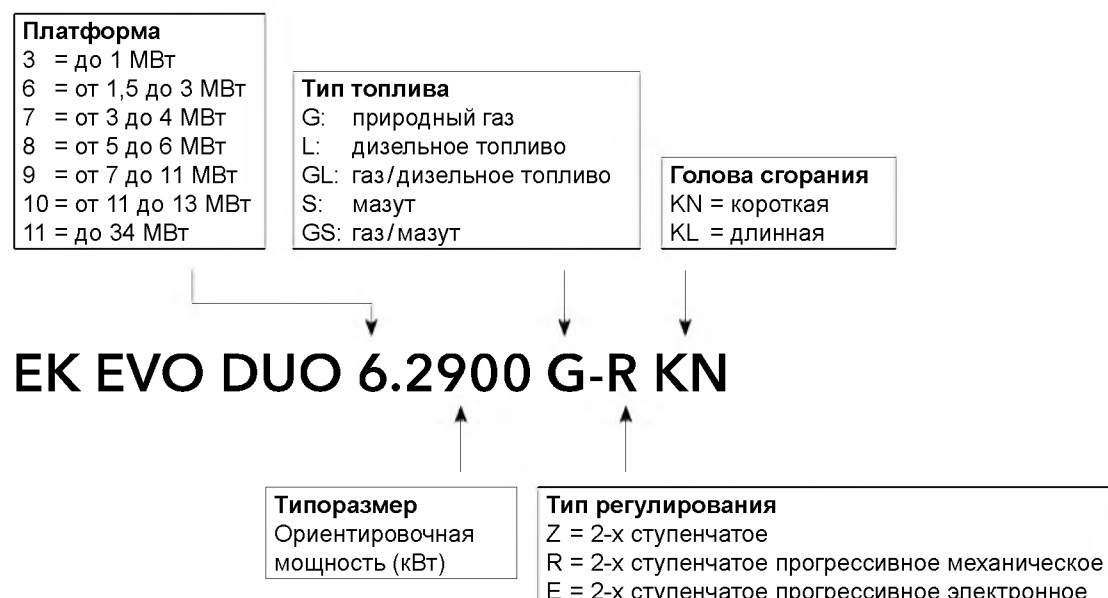 Платформа
3 = до 1 МВт
6 = от 1,5 до 3 МВт
7 = от 3 до 4 МВт
8 = от 5 до 6 МВт
9 = от 7 до 11 МВт
10 = от 11 до 13 МВт
11 = до 34 МВт
Тип топлива
G: природный газ
L: дизельное топливо
GL: газ/дизельное топливо
S: мазут
GS: газ/мазут
Голова сгорания
KN = короткая
KL = длинная
EK EVO DUO 6.2900 G-R KN
Типоразмер
Ориентировочная
мощность (кВт)
Тип регулирования
Z = 2-х ступенчатое
R = 2-х ступенчатое прогрессивное механическое
E = 2-х ступенчатое прогрессивное электронное